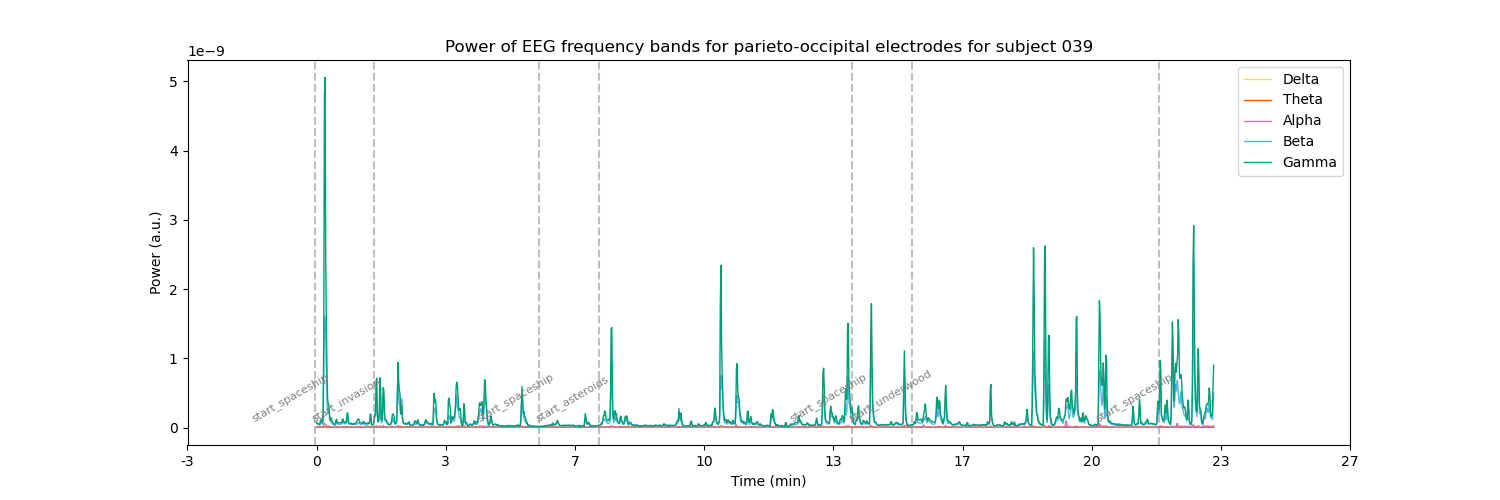 Power of EEG frequency bands for parieto-occipital electrodes for subject 039
1e−9
5
4
3
2
1
0
Power (a.u.)
Delta
Theta
Alpha
Beta
Gamma
start_spaceship
start_invasion
start_spaceship
start_asteroids
start_spaceship
start_underwood
start_spaceship
-3
0
3
7
10
13
17
20
23
27
Time (min)